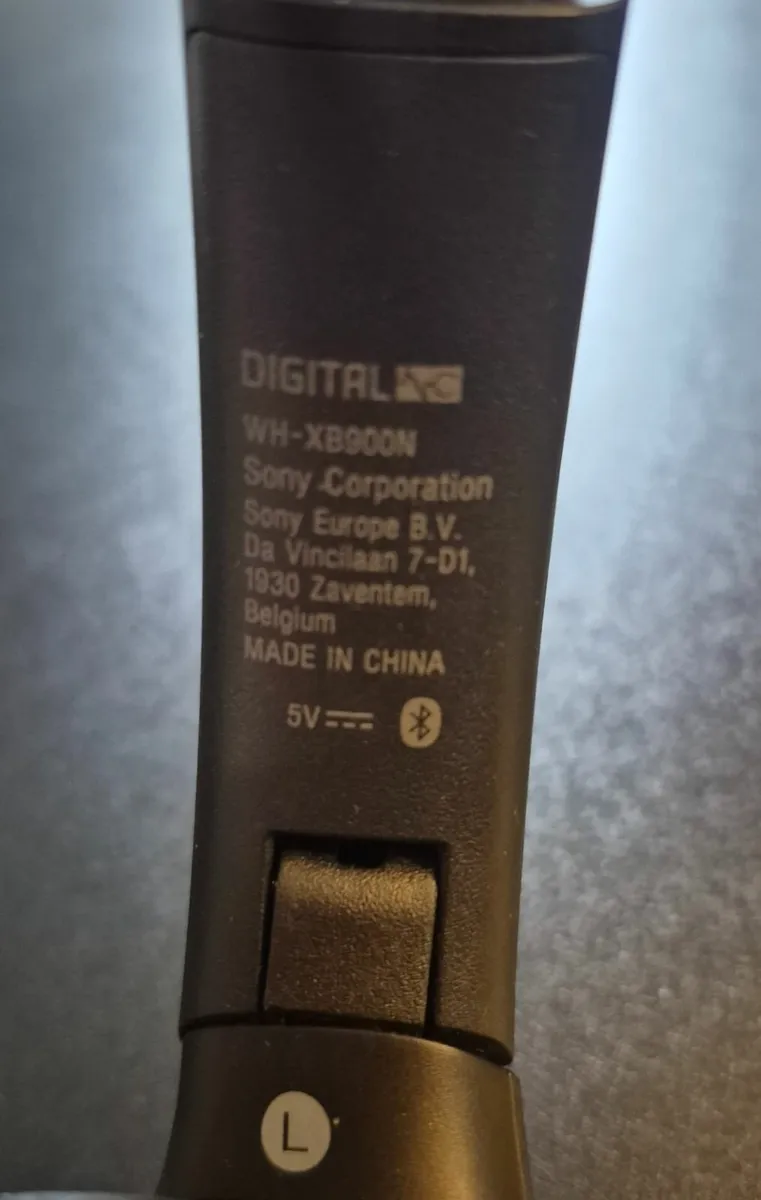 DIGITAL NC
WH-XB900N
Sony Corporation
Sony Europe B.V.
Da Vincilaan 7-D1,
1930 Zaventem,
Belgium
MADE IN CHINA
5V
L